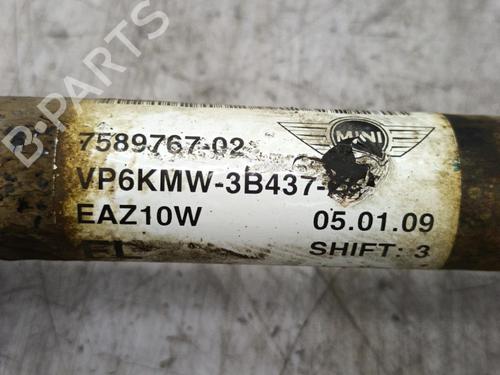 B-PARTS
7589767-02
MINI
VP6KMW-3B437-
EAZ10W 05.01.09
SHIFT: 3